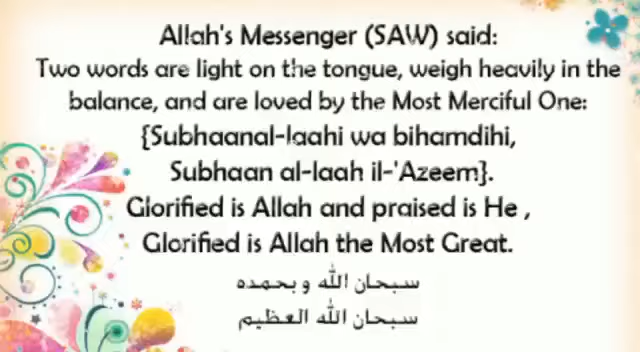 Allah's Messenger (SAW) said:
Two words are light on the tongue, weigh heavily in the
balance, and are loved by the Most Merciful One:
{Subhaanal-laahi wa bihamdihi,
Subhaan al-laah il-'Azeem}.
Glorified is Allah and praised is He ,
Glorified is Allah the Most Great.
سبحان الله و بحمده
سبحان الله العظيم